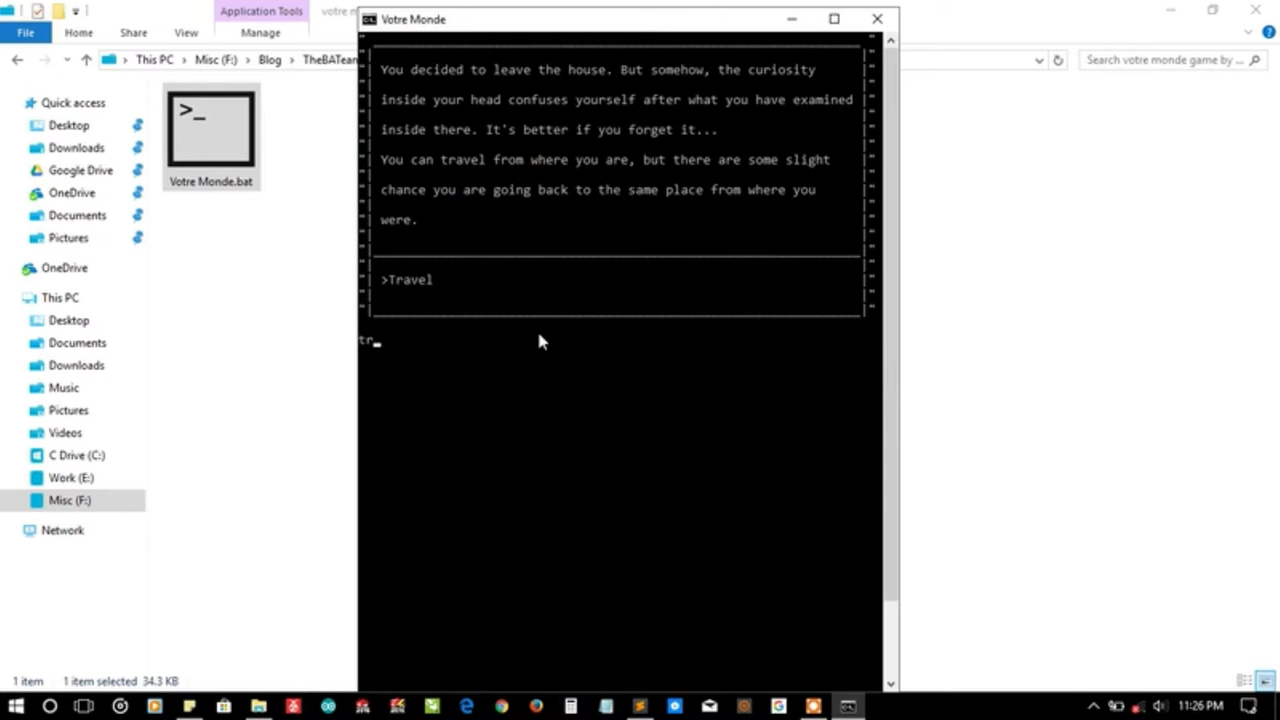 Application Tools
votre m
Votre Monde
File
Home
Share
View
Manage
This PC
Misc (F:)
Blog
TheBATean
Search votre monde game by ...
Quick access
Desktop
Downloads
Google Drive
OneDrive
Documents
Pictures
OneDrive
This PC
Desktop
Documents
Downloads
Music
Pictures
Videos
C Drive (C:)
Work (E:)
Misc (F:)
Network
>_
Votre Monde.bat
You decided to leave the house. But somehow, the curiosity
inside your head confuses yourself after what you have examined
inside there. It's better if you forget it...
You can travel from where you are, but there are some slight
chance you are going back to the same place from where you
were.
>Travel
tr_
1 item
1 item selected 34.3 KB
11:26 PM